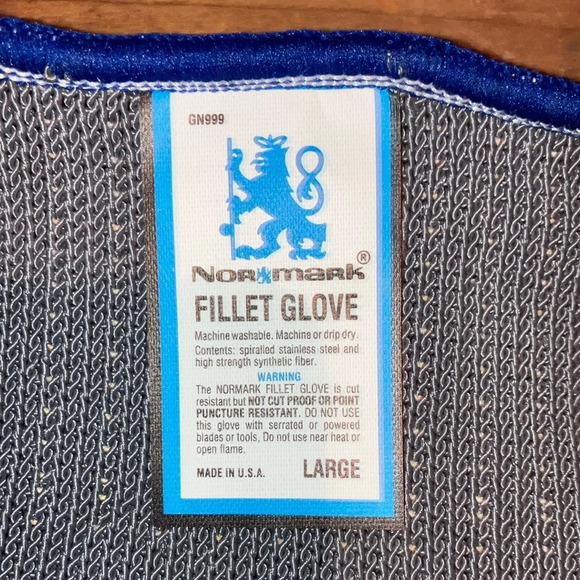 GN999
NORMARK®
FILLET GLOVE
Machine washable. Machine or drip dry.
Contents: spiralled stainless steel and
high strength synthetic fiber.
WARNING
The NORMARK FILLET GLOVE is cut
resistant but NOT CUT PROOF OR POINT
PUNCTURE RESISTANT. DO NOT USE
this glove with serrated or powered
blades or tools, Do not use near heat or
open flame.
MADE IN U.S.A. LARGE